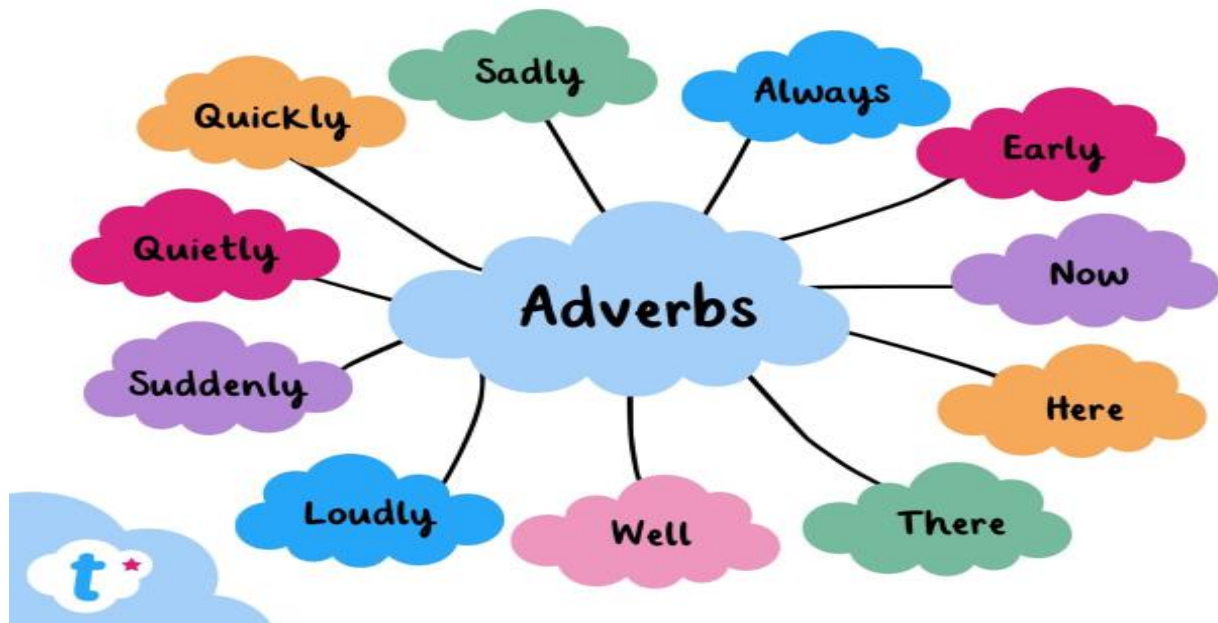 Sadly
Always
Quickly
Early
Quietly
Now
Adverbs
Suddenly
Here
Loudly
Well
There
t